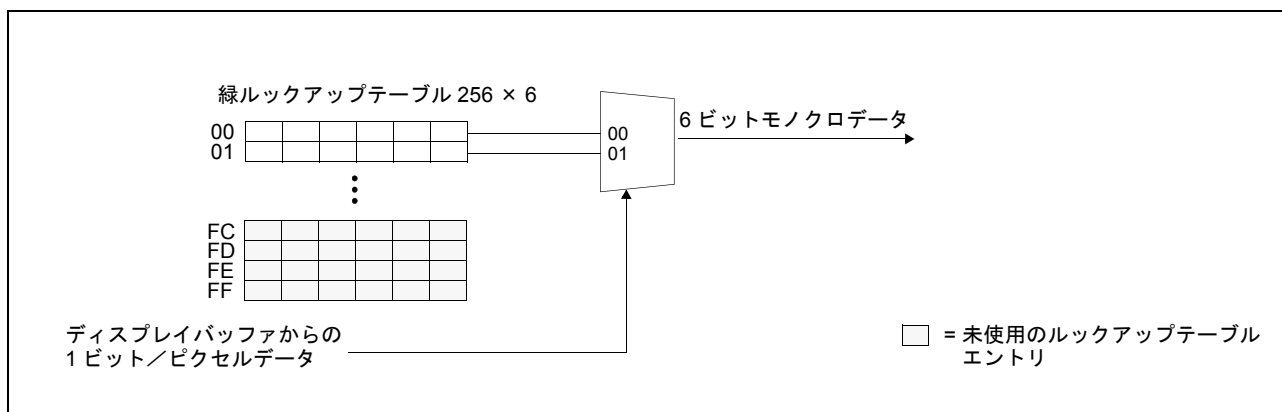 緑ルックアップテーブル 256 × 6
00
01
00
01
6 ビットモノクロデータ
FC
FD
FE
FF
ディスプレイバッファからの
1 ビット／ピクセルデータ
= 未使用のルックアップテーブル
エントリ